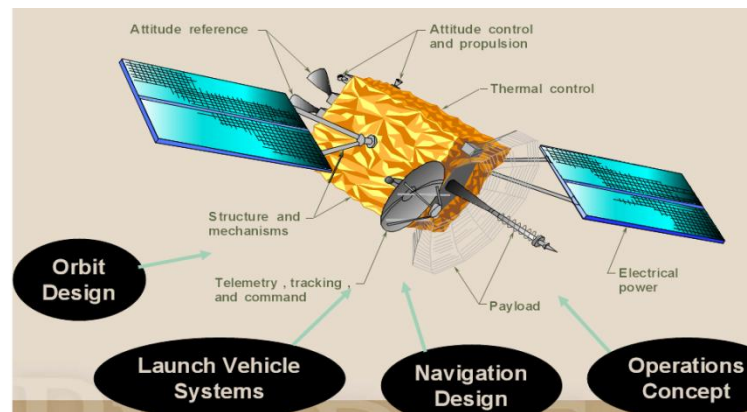 Attitude reference
Attitude control
and propulsion
Thermal control
Structure and
mechanisms
Telemetry , tracking ,
and command
Payload
Electrical
power
Orbit
Design
Launch Vehicle
Systems
Navigation
Design
Operations
Concept